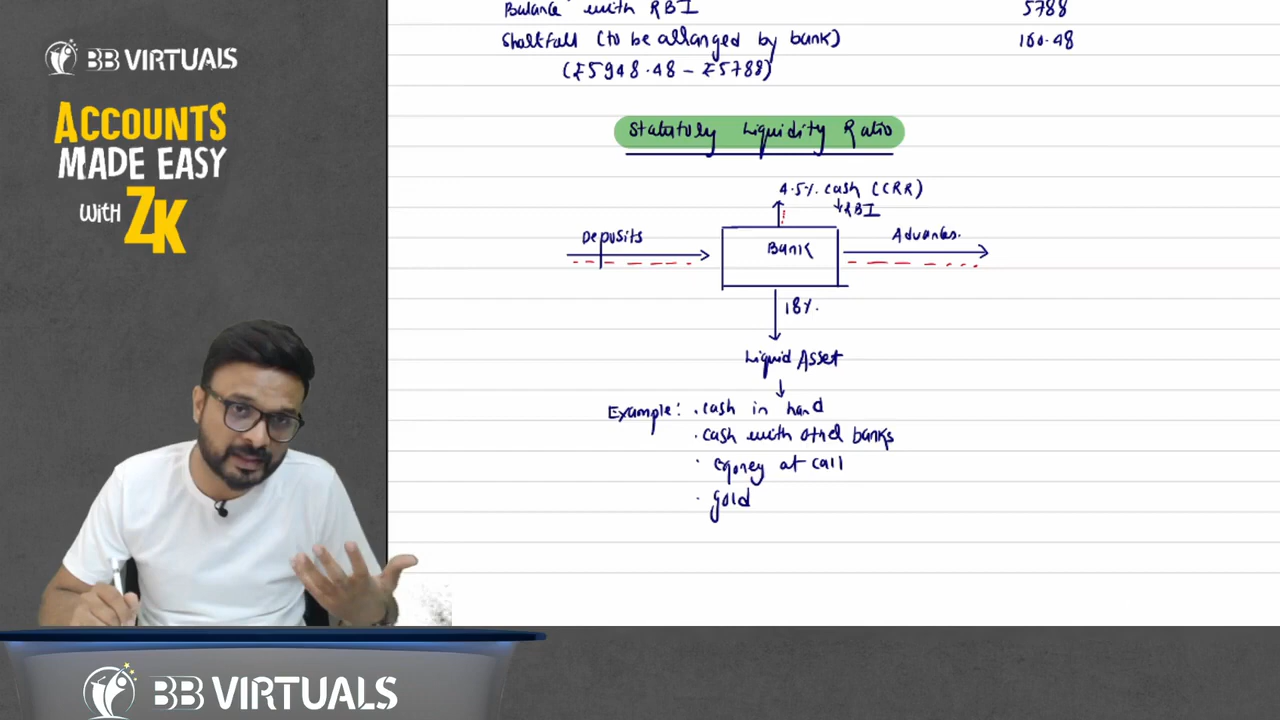 BB VIRTUALS
ACCOUNTS
MADE EASY
WITH ZK
Balance with RBI 5788
Shortfall (to be arranged by bank) 160.48
(₹5948.48 - ₹5788)
Statutory Liquidity Ratio
4.5% cash (CRR)
↓ RBI
Deposits
Bank
Advances.
18%.
Liquid Asset
Example: . cash in hand
. cash with other banks
. Money at call
. gold
BB VIRTUALS